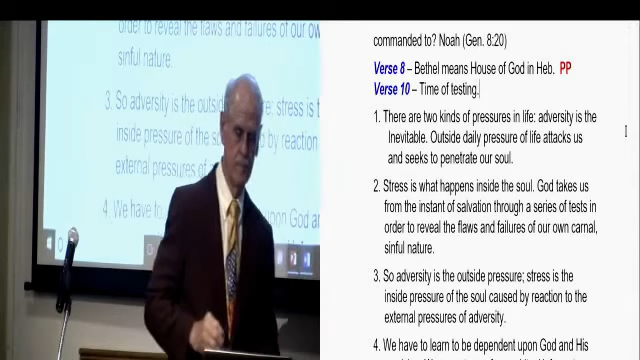 order to reveal the flaws and failures of our own
sinful nature.
3. So adversity is the outside
stress is t
inside pressure of the soul
by reaction
external pressures of
4. We have to
upon God an
commanded to? Noah (Gen. 8:20)
Verse 8 – Bethel means House of God in Heb. PP
Verse 10 – Time of testing.
1. There are two kinds of pressures in life: adversity is the
Inevitable. Outside daily pressure of life attacks us
and seeks to penetrate our soul.
2. Stress is what happens inside the soul. God takes us
from the instant of salvation through a series of tests in
order to reveal the flaws and failures of our own carnal,
sinful nature.
3. So adversity is the outside pressure; stress is the
inside pressure of the soul caused by reaction to the
external pressures of adversity.
4. We have to learn to be dependent upon God and His